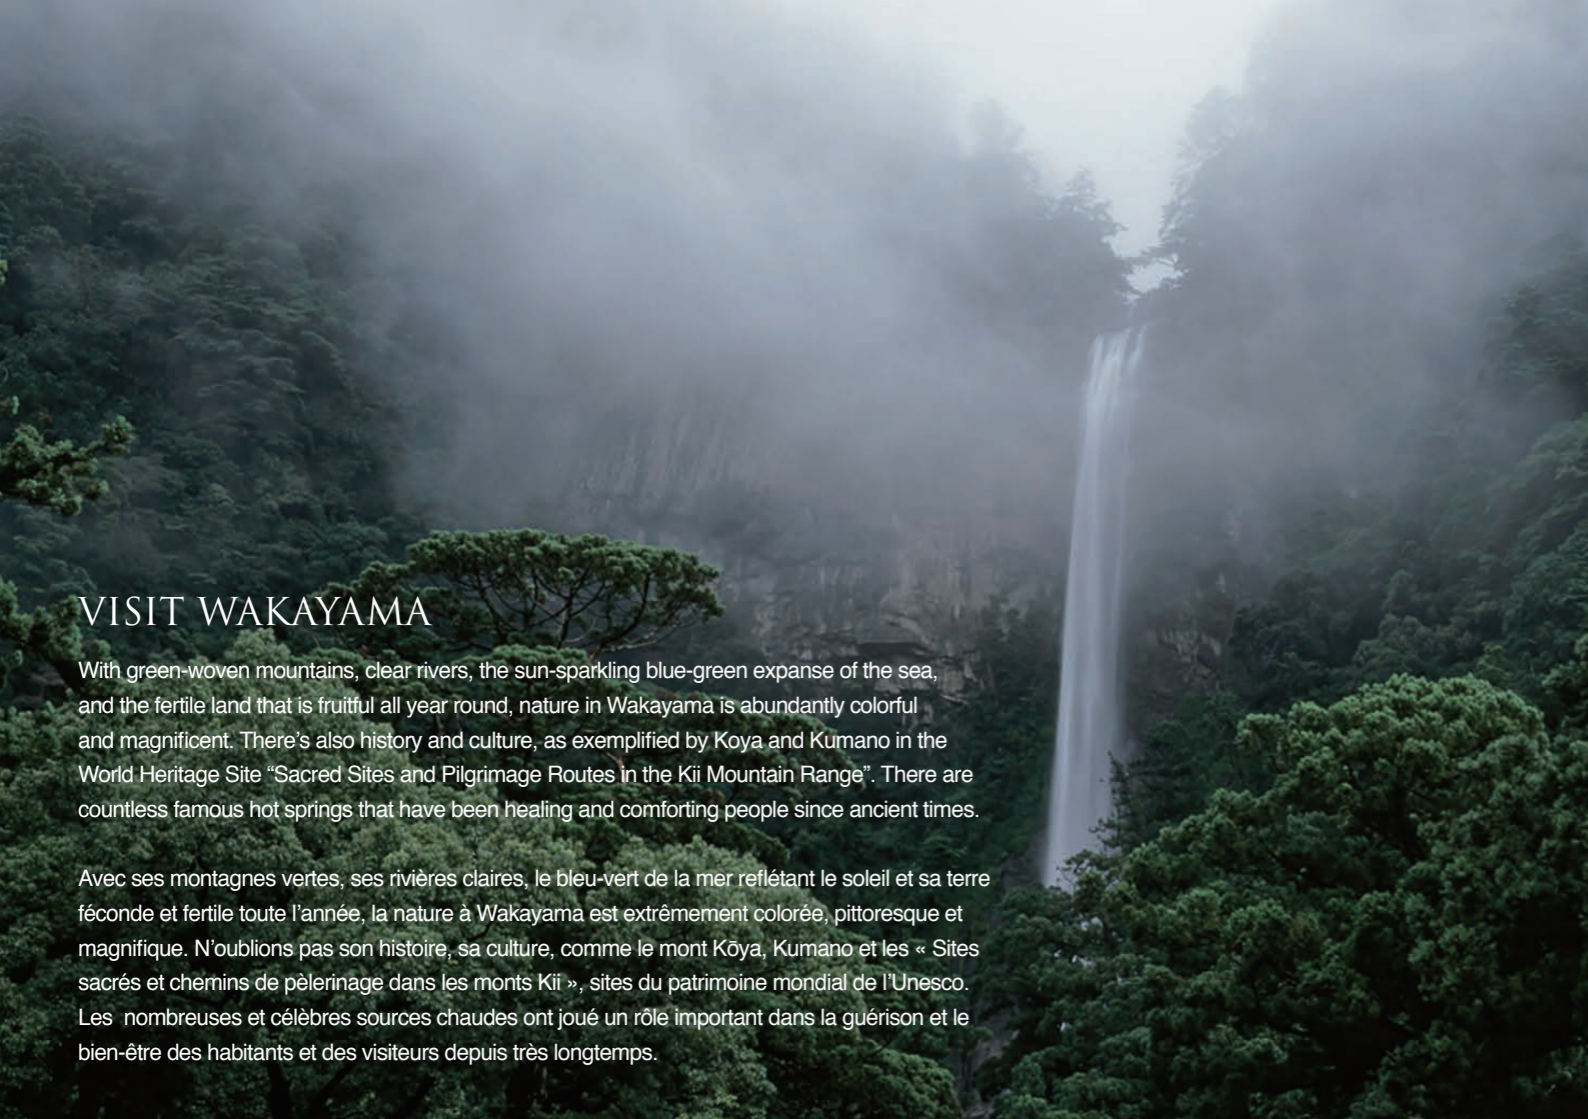 VISIT WAKAYAMA
With green-woven mountains, clear rivers, the sun-sparkling blue-green expanse of the sea,
and the fertile land that is fruitful all year round, nature in Wakayama is abundantly colorful
and magnificent. There’s also history and culture, as exemplified by Koya and Kumano in the
World Heritage Site “Sacred Sites and Pilgrimage Routes in the Kii Mountain Range”. There are
countless famous hot springs that have been healing and comforting people since ancient times.
Avec ses montagnes vertes, ses rivières claires, le bleu-vert de la mer reflétant le soleil et sa terre
féconde et fertile toute l’année, la nature à Wakayama est extrêmement colorée, pittoresque et
magnifique. N’oublions pas son histoire, sa culture, comme le mont Kōya, Kumano et les « Sites
sacrés et chemins de pèlerinage dans les monts Kii », sites du patrimoine mondial de l’Unesco.
Les  nombreuses et célèbres sources chaudes ont joué un rôle important dans la guérison et le
bien-être des habitants et des visiteurs depuis très longtemps.